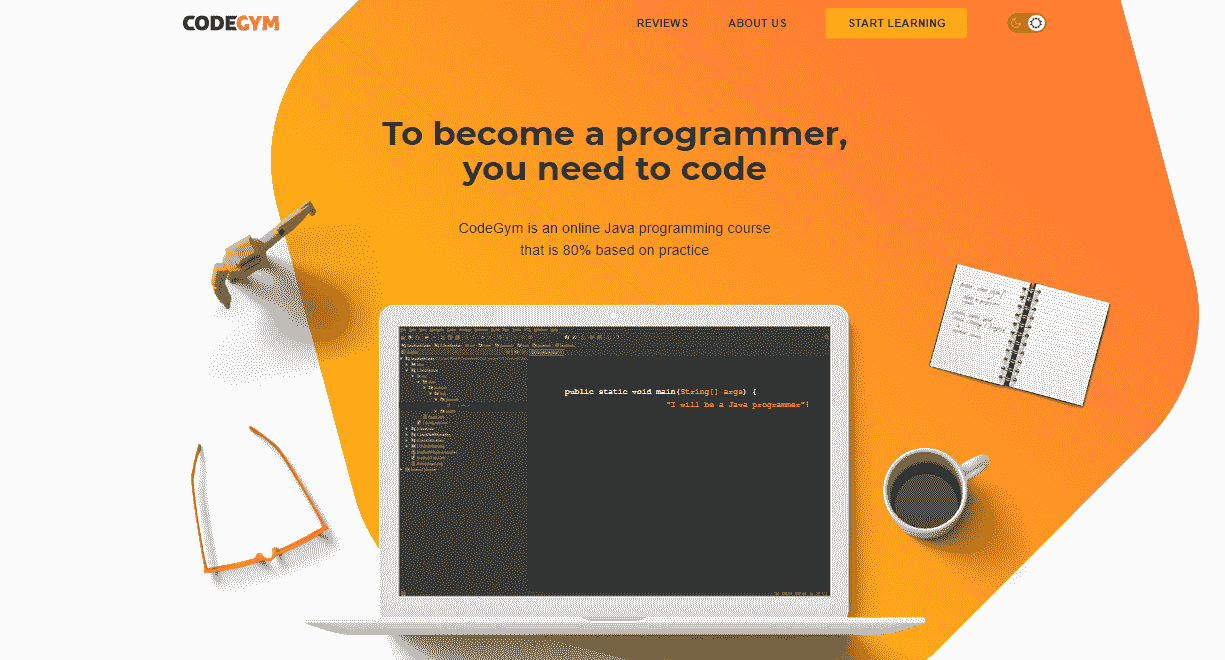 CODEGYM
REVIEWS
ABOUT US
START LEARNING
To become a programmer,
you need to code
CodeGym is an online Java programming course
that is 80% based on practice
public static void main(String[] args) {
"I will be a Java programmer"!